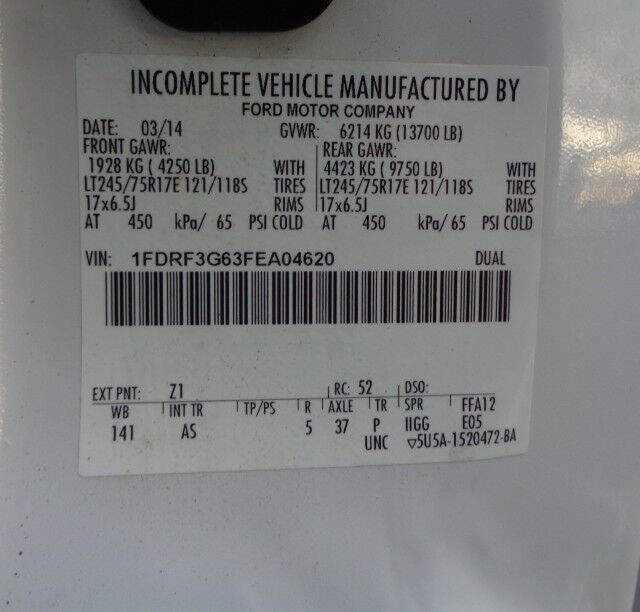 INCOMPLETE VEHICLE MANUFACTURED BY
FORD MOTOR COMPANY
DATE: 03/14 GVWR: 6214 KG (13700 LB)
FRONT GAWR: REAR GAWR:
1928 KG ( 4250 LB) WITH 4423 KG ( 9750 LB) WITH
LT245/75R17E 121/118S TIRES LT245/75R17E 121/118S TIRES
17x6.5J RIMS 17x6.5J RIMS
AT 450 kPa/ 65 PSI COLD AT 450 kPa/ 65 PSI COLD
VIN: 1FDRF3G63FEA04620 DUAL
EXT PNT: Z1 RC: 52 DSO:
WB INT TR TP/PS R AXLE TR SPR FFA12
141 AS 5 37 P IIGG E05
UNC ▽5U5A-1520472-BA